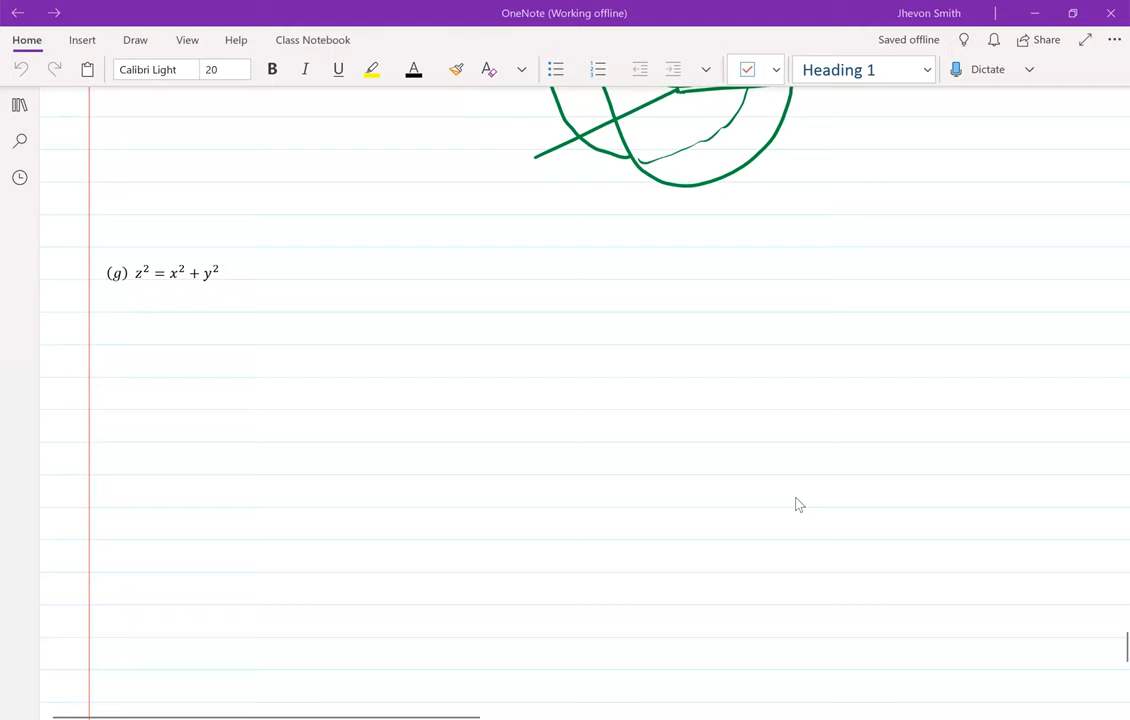 OneNote (Working offline)
Jhevon Smith
Home Insert Draw View Help Class Notebook
Saved offline
Share
Calibri Light
20
B I U A A
Heading 1
Dictate
(g) z² = x² + y²